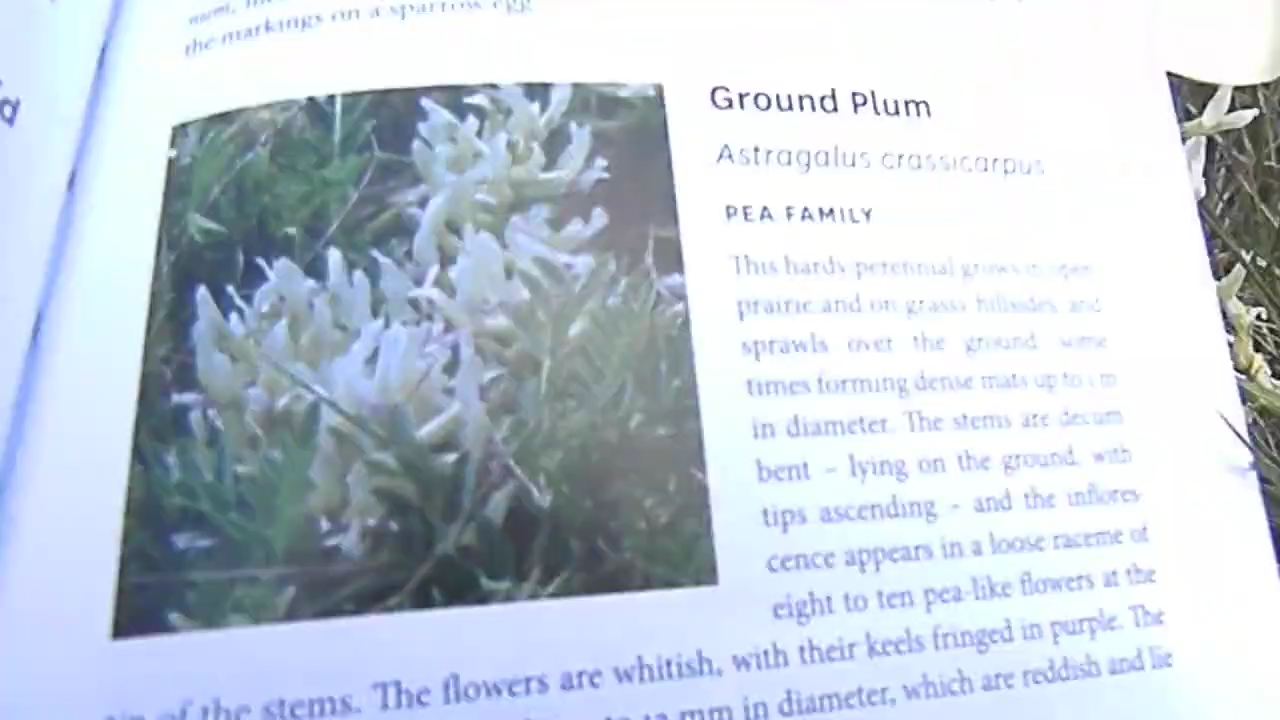 the markings on a sparrow egg
Ground Plum
Astragalus crassicarpus
PEA FAMILY
This hardy perennial grows in open
prairie and on grassy hillsides, and
sprawls over the ground some
times forming dense mats up to 1 m
in diameter. The stems are decum
bent – lying on the ground, with
tips ascending – and the inflores
cence appears in a loose raceme of
eight to ten pea-like flowers at the
of the stems. The flowers are whitish, with their keels fringed in purple. The
mm in diameter, which are reddish and lie